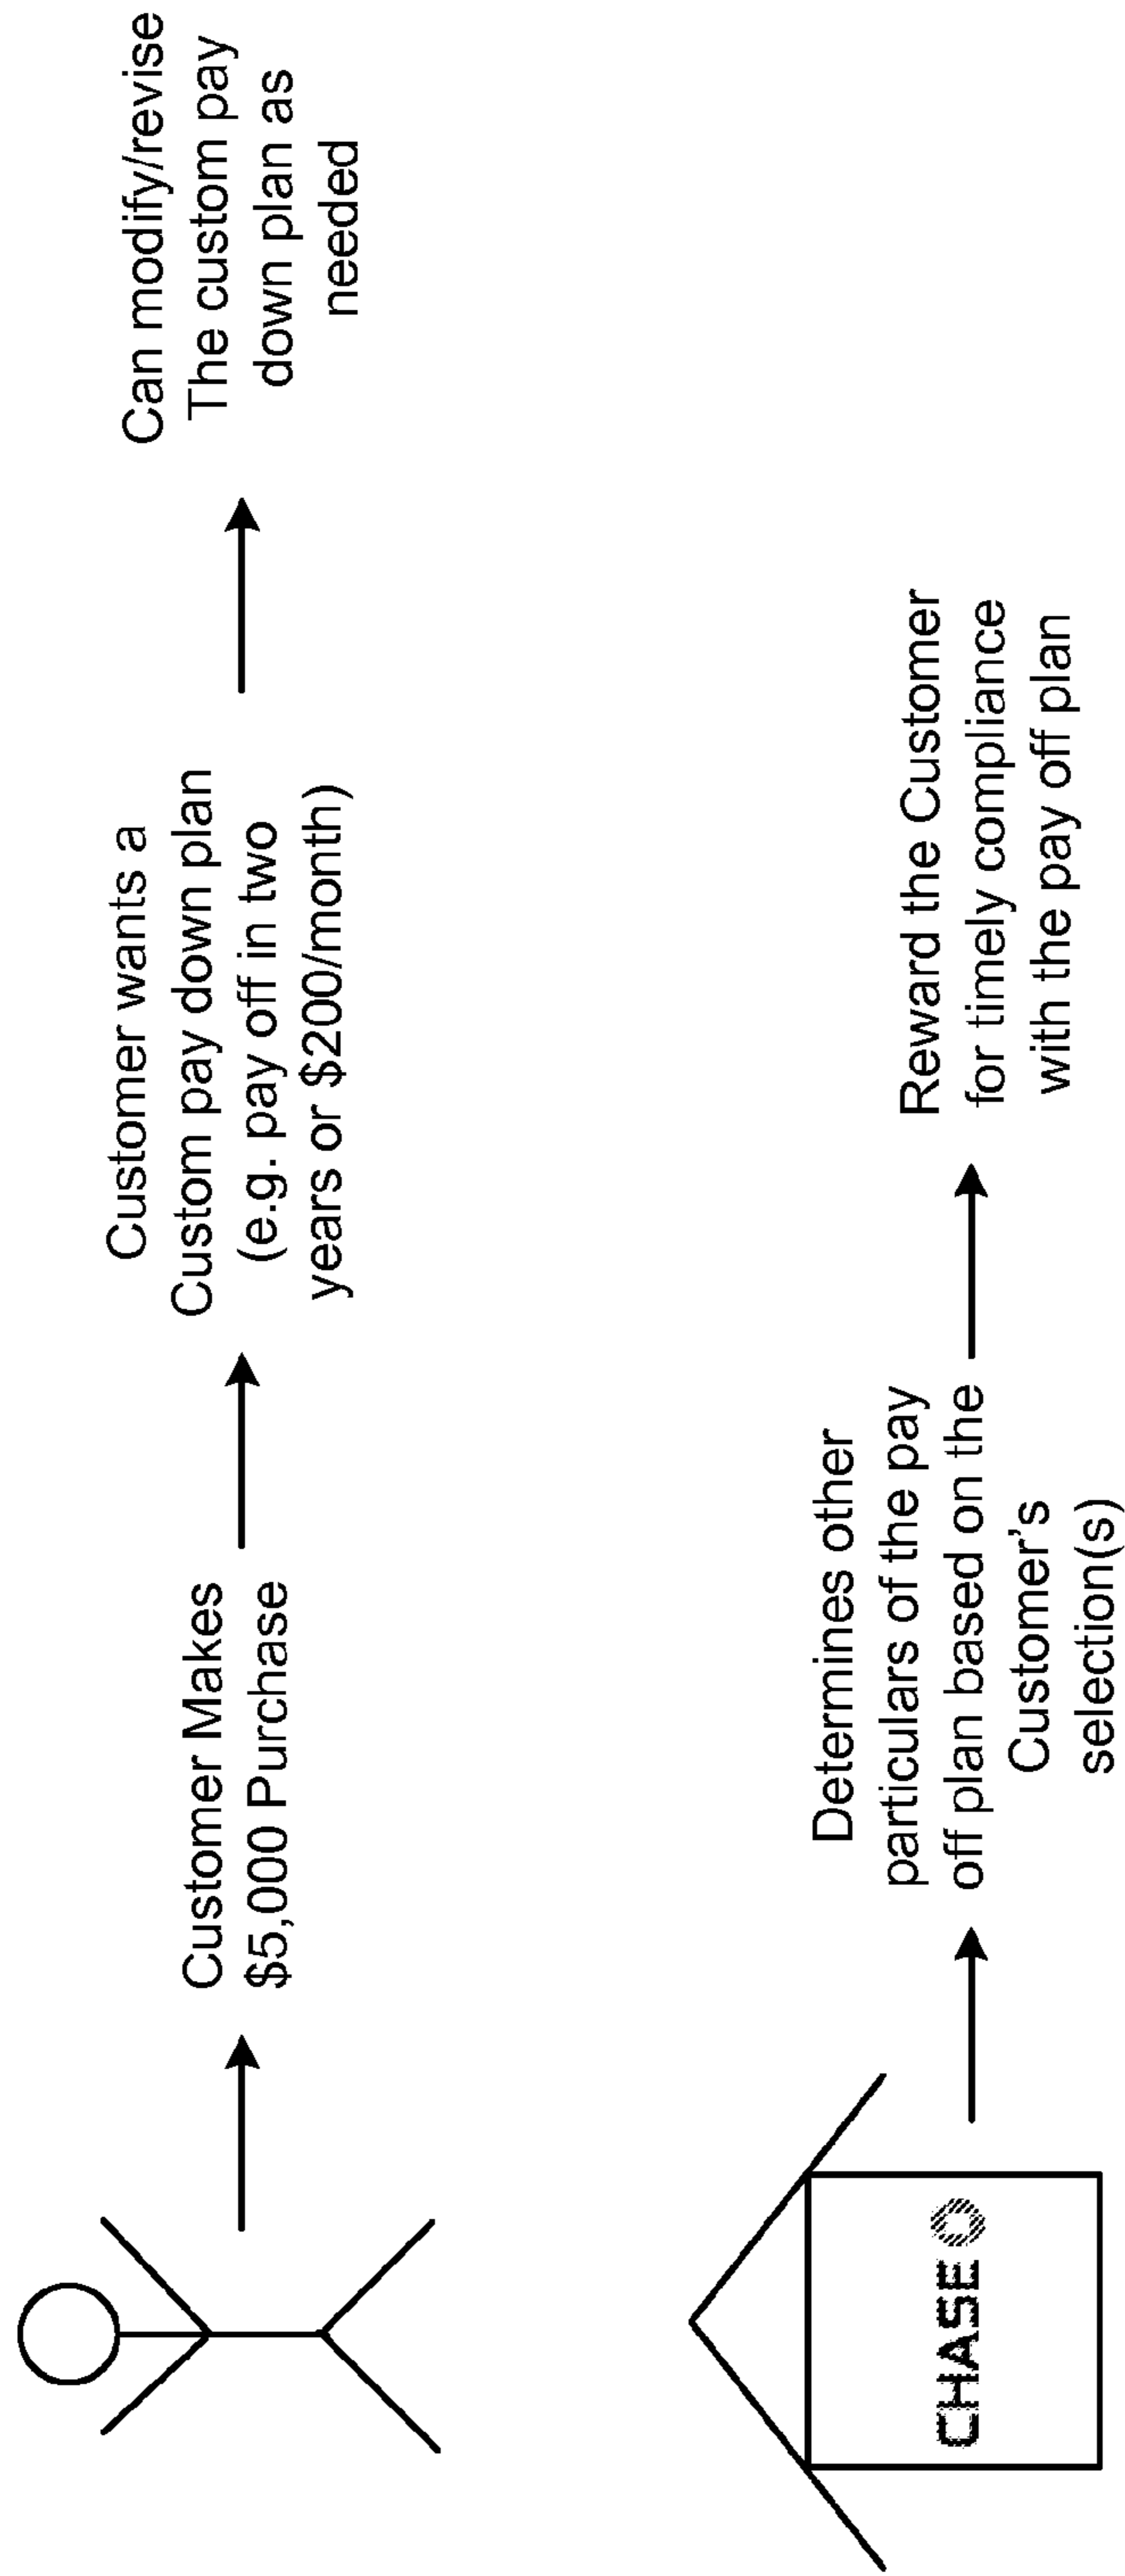 Customer Makes
$5,000 Purchase
Customer wants a
Custom pay down plan
(e.g. pay off in two
years or $200/month)
Can modify/revise
The custom pay
down plan as
needed
CHASE
Determines other
particulars of the pay
off plan based on the
Customer's
selection(s)
Reward the Customer
for timely compliance
with the pay off plan